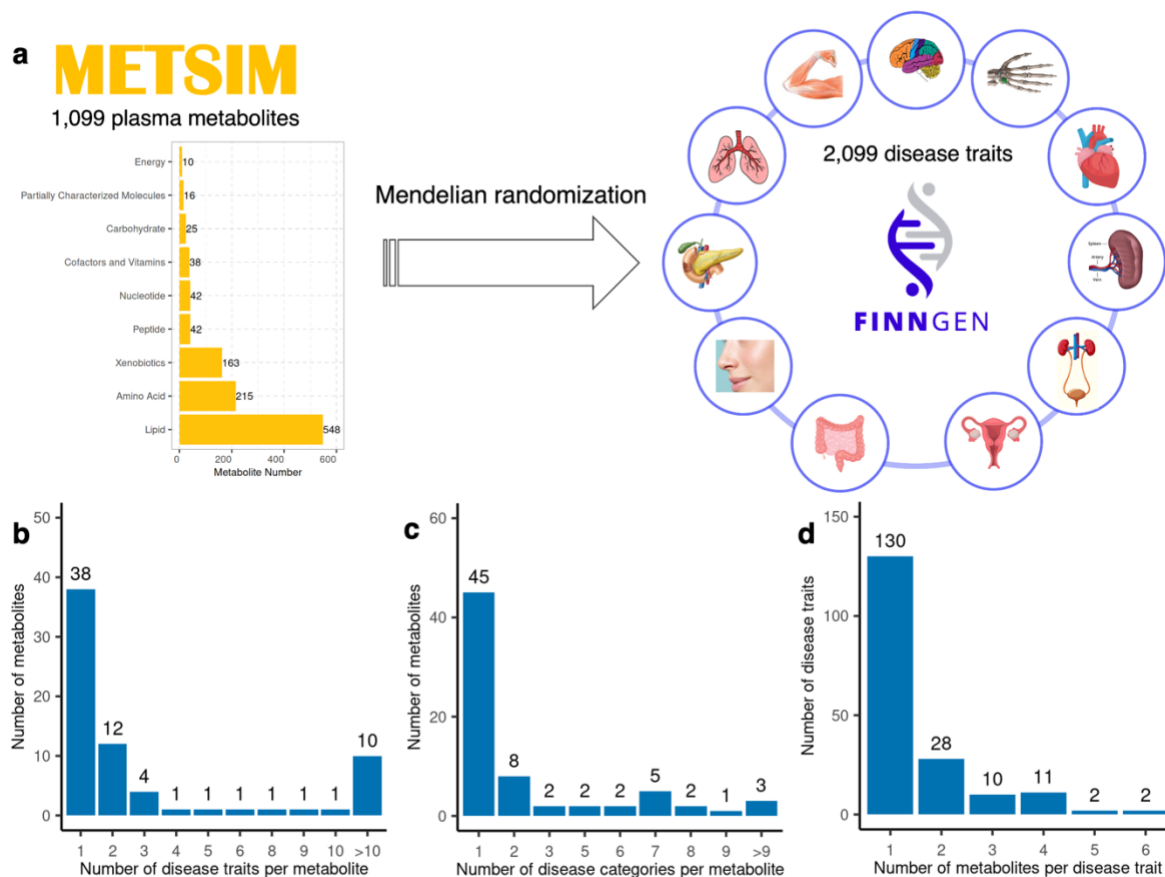 a
METSIM
1,099 plasma metabolites
Energy 10
Partially Characterized Molecules 16
Carbohydrate 25
Cofactors and Vitamins 38
Nucleotide 42
Peptide 42
Xenobiotics 163
Amino Acid 215
Lipid 548
0 200 400 600
Metabolite Number
Mendelian randomization
2,099 disease traits
FINNGEN
Spleen
Artery
Vein
b
Number of metabolites
50
40
30
20
10
0
38 12 4 1 1 1 1 1 1 10
1 2 3 4 5 6 8 9 10 >10
Number of disease traits per metabolite
c
Number of metabolites
60
40
20
0
45 8 2 2 2 5 2 1 3
1 2 3 5 6 7 8 9 >9
Number of disease categories per metabolite
d
Number of disease traits
150
100
50
0
130 28 10 11 2 2
1 2 3 4 5 6
Number of metabolites per disease trait